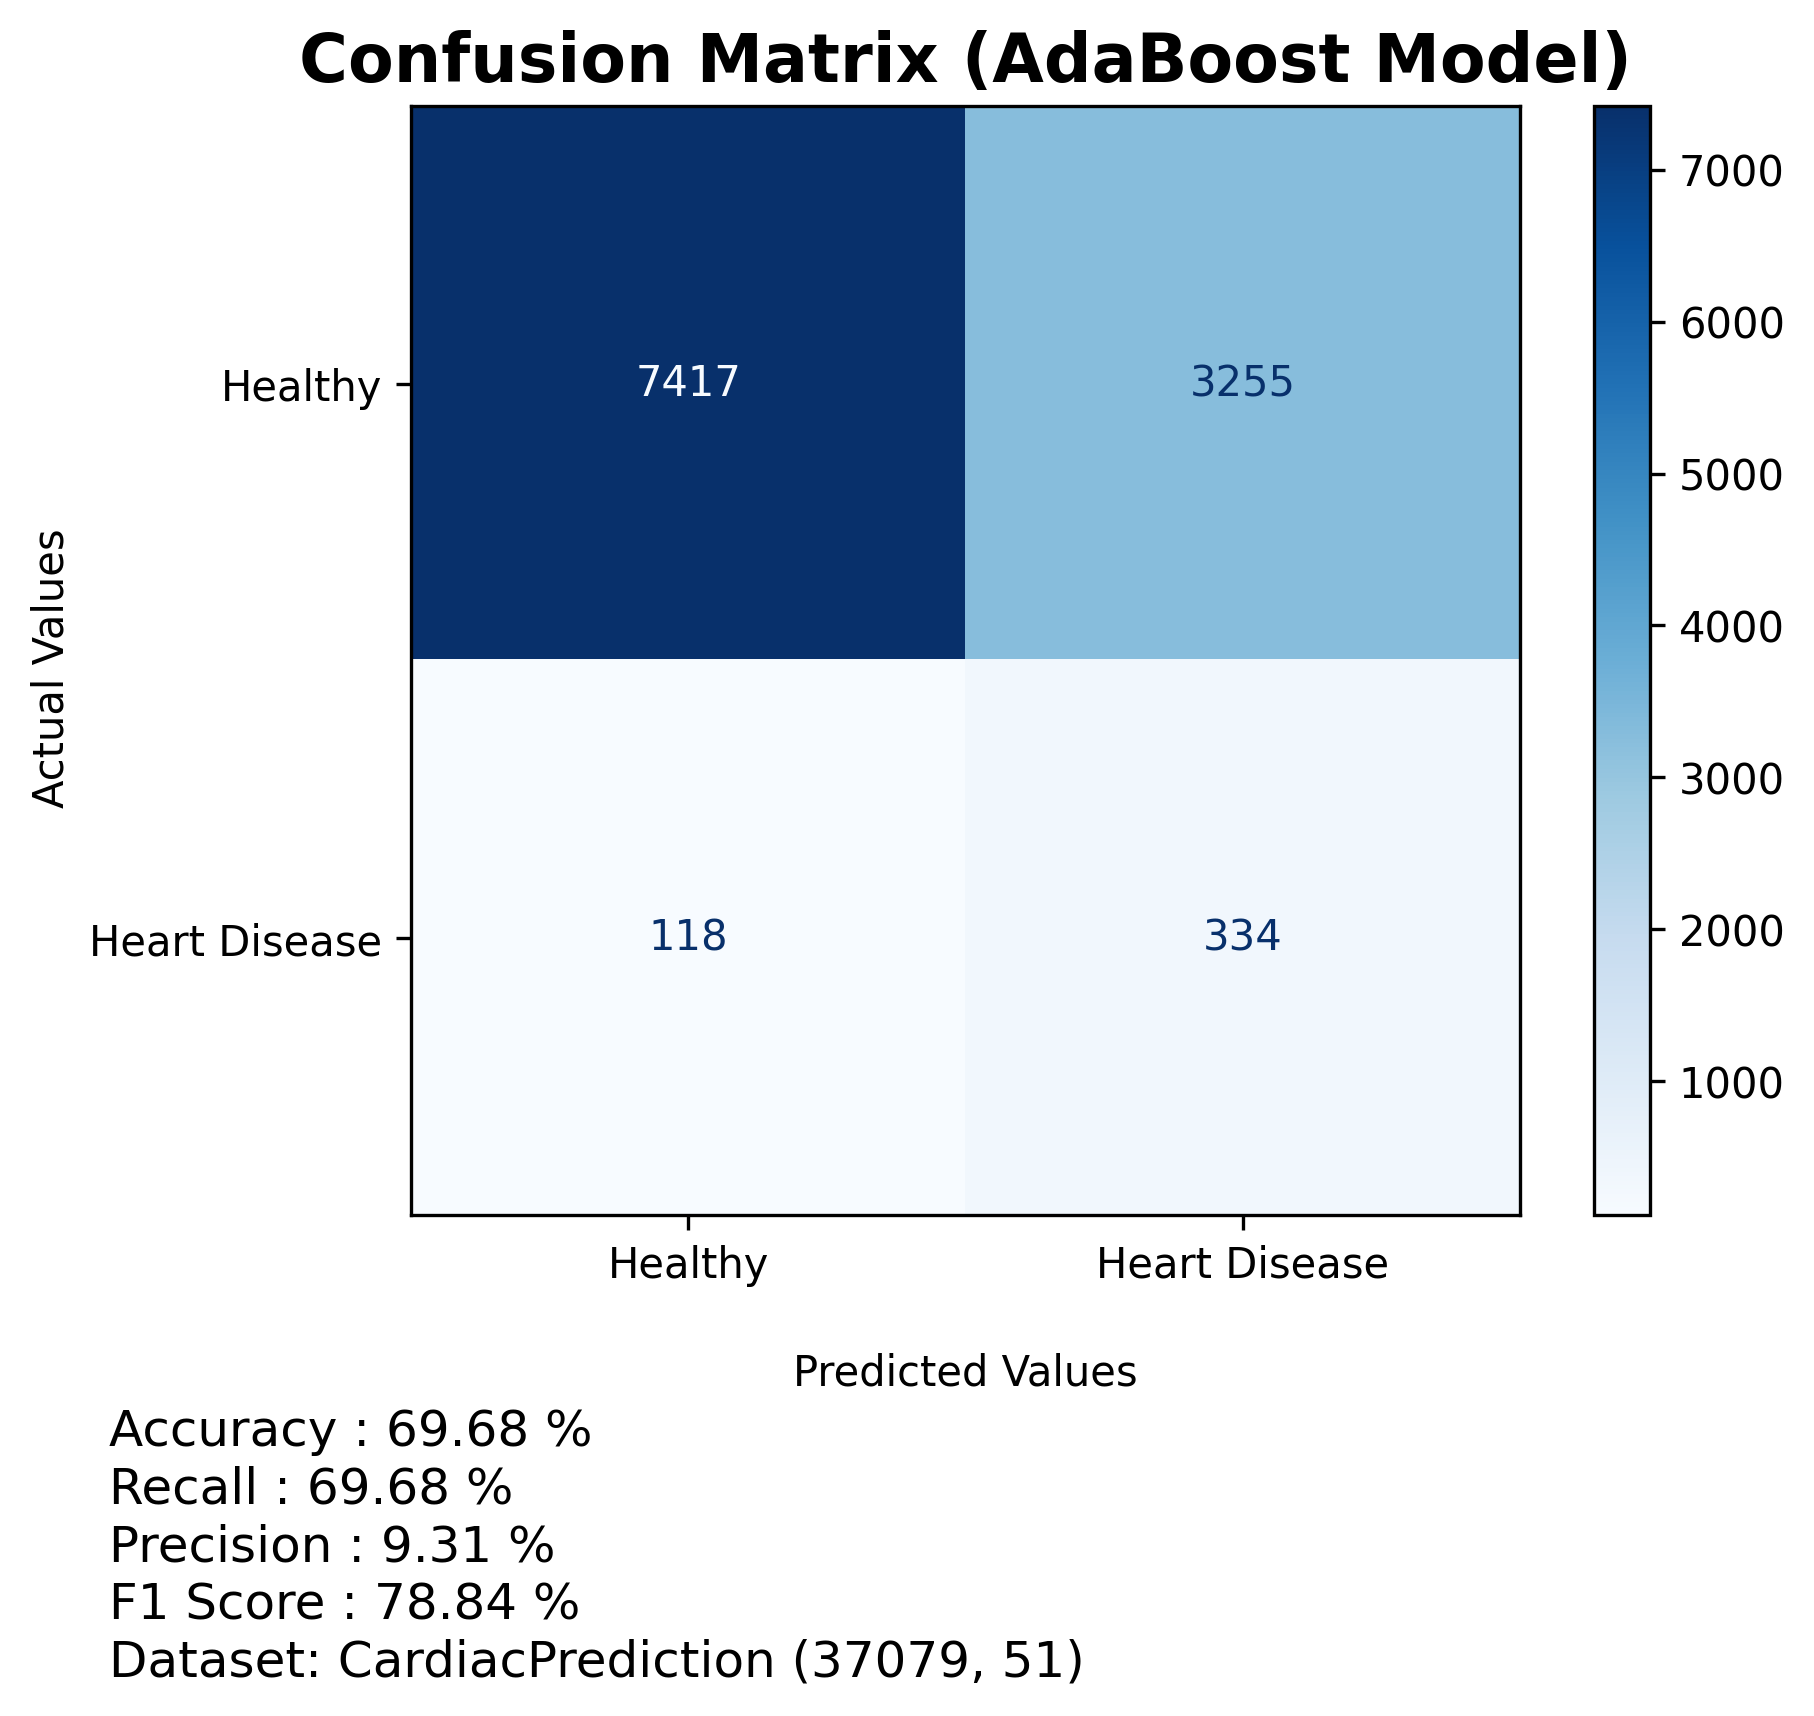 Confusion Matrix (AdaBoost Model)
7000
6000
5000
4000
3000
2000
1000
Actual Values
Healthy
7417
3255
Heart Disease
118
334
Healthy
Heart Disease
Predicted Values
Accuracy : 69.68 %
Recall : 69.68 %
Precision : 9.31 %
F1 Score : 78.84 %
Dataset: CardiacPrediction (37079, 51)